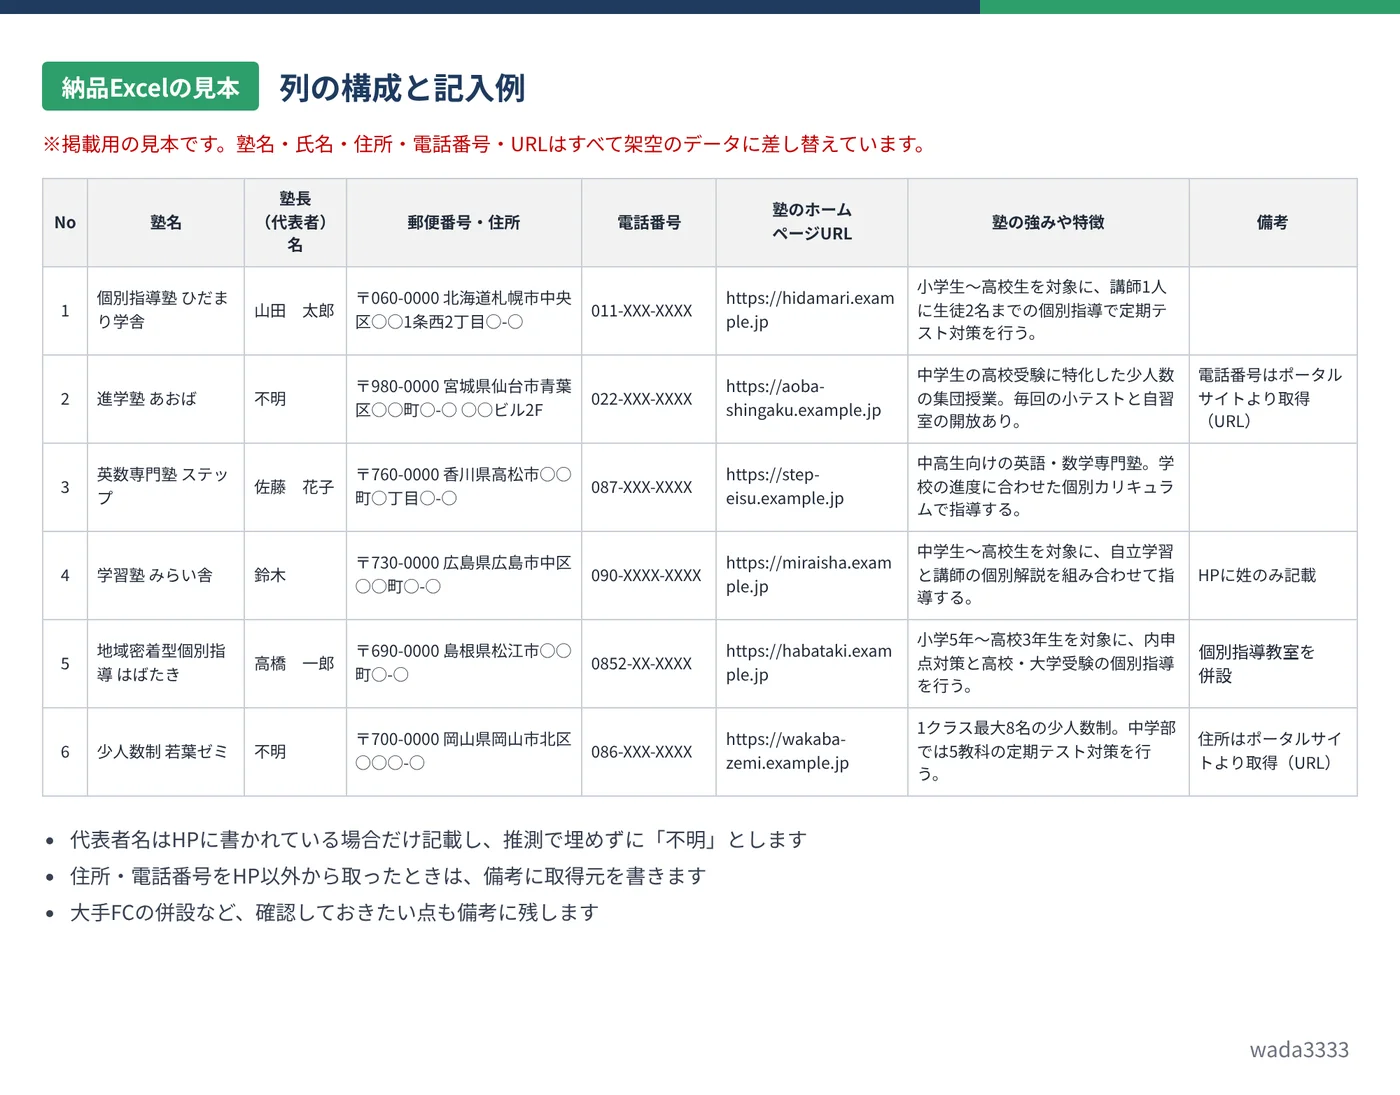 納品Excelの見本
列の構成と記入例
※掲載用の見本です。塾名・氏名・住所・電話番号・URLはすべて架空のデータに差し替えています。
No
塾名
塾長
（代表者）
名
郵便番号・住所
電話番号
塾のホーム
ページURL
塾の強みや特徴
備考
1
個別指導塾 ひだま
り学舎
山田　太郎
〒060-0000 北海道札幌市中央
区〇〇1条西2丁目〇-〇
011-XXX-XXXX
https://hidamari.exam
ple.jp
小学生～高校生を対象に、講師1人
に生徒2名までの個別指導で定期テ
スト対策を行う。
2
進学塾 あおば
不明
〒980-0000 宮城県仙台市青葉
区〇〇町〇-〇 〇〇ビル2F
022-XXX-XXXX
https://aoba-
shingaku.example.jp
中学生の高校受験に特化した少人数
の集団授業。毎回の小テストと自習
室の開放あり。
電話番号はポータル
サイトより取得
（URL）
3
英数専門塾 ステッ
プ
佐藤　花子
〒760-0000 香川県高松市〇〇
町〇丁目〇-〇
087-XXX-XXXX
https://step-
eisu.example.jp
中高生向けの英語・数学専門塾。学
校の進度に合わせた個別カリキュラ
ムで指導する。
4
学習塾 みらい舎
鈴木
〒730-0000 広島県広島市中区
〇〇町〇-〇
090-XXXX-XXXX
https://miraisha.exam
ple.jp
中学生～高校生を対象に、自立学習
と講師の個別解説を組み合わせて指
導する。
HPに姓のみ記載
5
地域密着型個別指
導 はばたき
高橋　一郎
〒690-0000 島根県松江市〇〇
町〇-〇
0852-XX-XXXX
https://habataki.exam
ple.jp
小学5年～高校3年生を対象に、内申
点対策と高校・大学受験の個別指導
を行う。
個別指導教室を
併設
6
少人数制 若葉ゼミ
不明
〒700-0000 岡山県岡山市北区
〇〇〇-〇
086-XXX-XXXX
https://wakaba-
zemi.example.jp
1クラス最大8名の少人数制。中学部
では5教科の定期テスト対策を行
う。
住所はポータルサイ
トより取得（URL）
• 代表者名はHPに書かれている場合だけ記載し、推測で埋めずに「不明」とします
• 住所・電話番号をHP以外から取ったときは、備考に取得元を書きます
• 大手FCの併設など、確認しておきたい点も備考に残します
wada3333